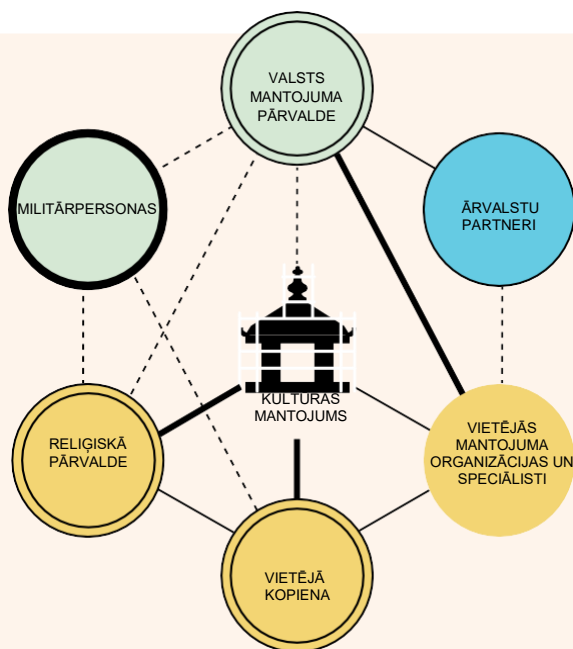 VALSTS
MANTOJUMA
PĀRVALDE
MILITĀRPERSONAS
ĀRVALSTU
PARTNERI
KULTŪRAS
MANTOJUMS
RELIĢISKĀ
PĀRVALDE
VIETĒJĀS
MANTOJUMA
ORGANIZĀCIJAS UN
SPECIĀLISTI
VIETĒJĀ
KOPIENA